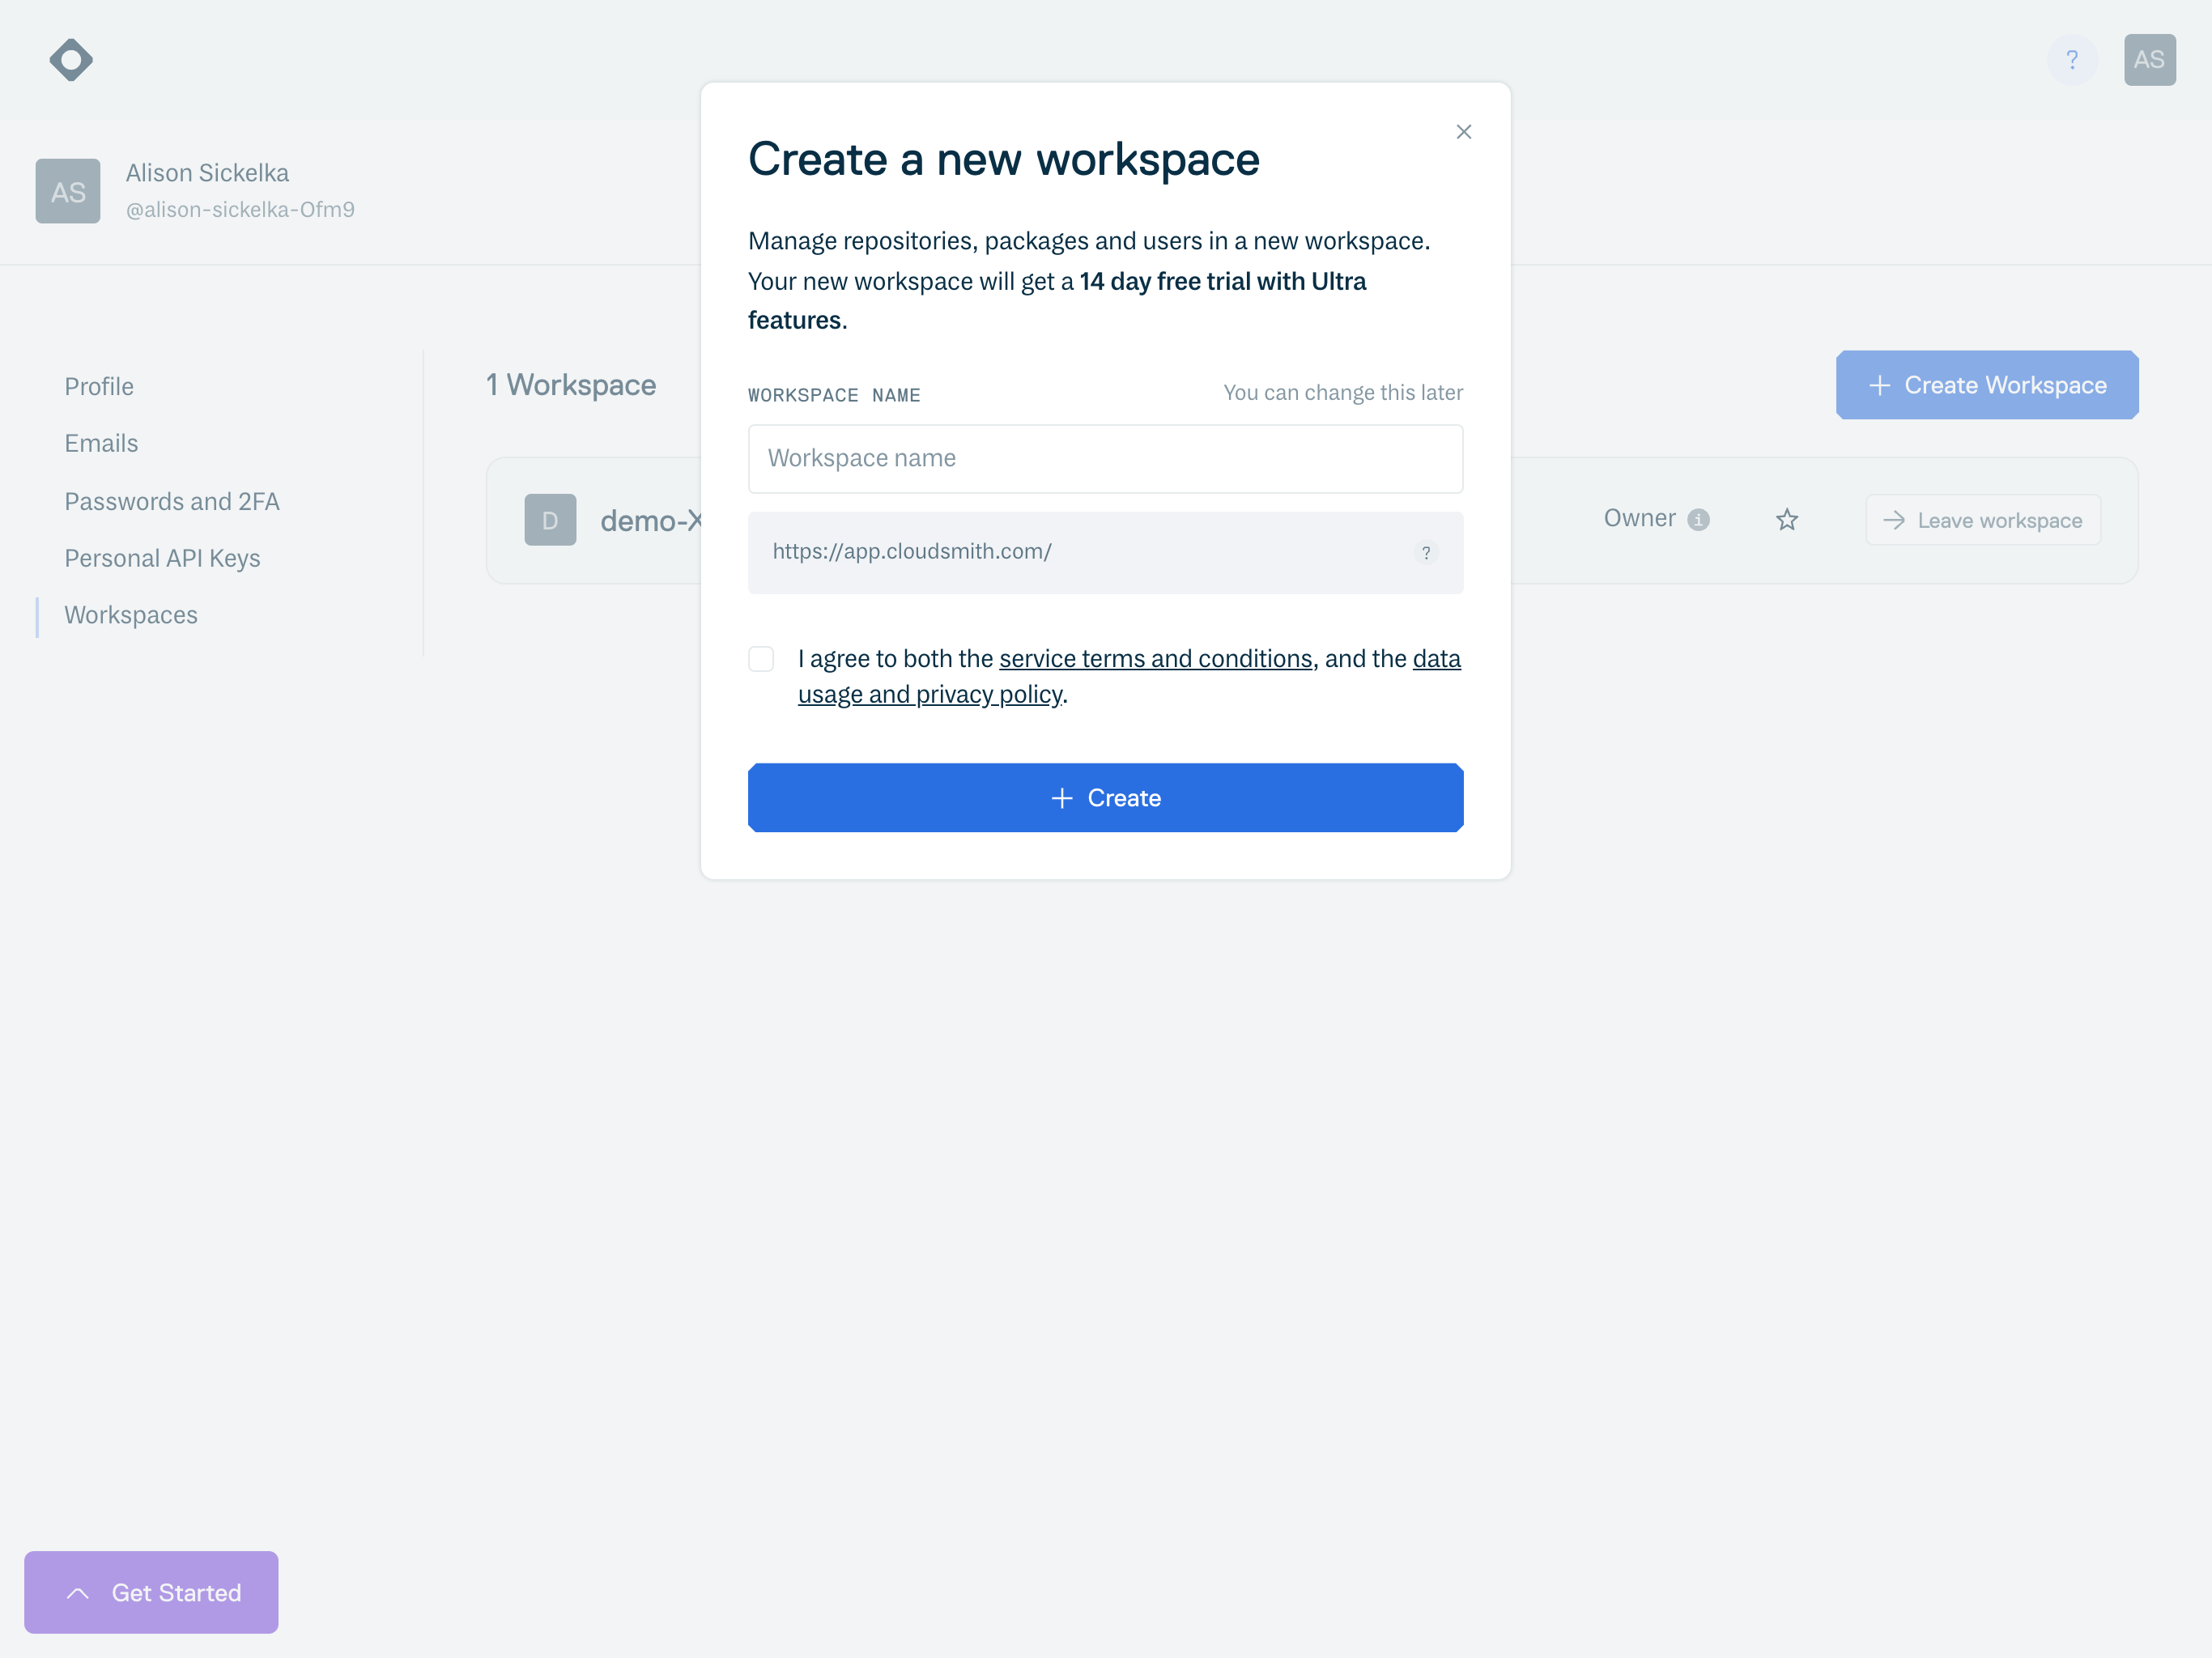 ?
AS
AS
Alison Sickelka
@alison-sickelka-Ofm9
Profile
Emails
Passwords and 2FA
Personal API Keys
Workspaces
1 Workspace
Create Workspace
D
demo-X
Owner
Leave workspace
Create a new workspace
Manage repositories, packages and users in a new workspace.
Your new workspace will get a 14 day free trial with Ultra
features.
WORKSPACE NAME
You can change this later
Workspace name
https://app.cloudsmith.com/
?
I agree to both the service terms and conditions, and the data
usage and privacy policy.
Create
Get Started